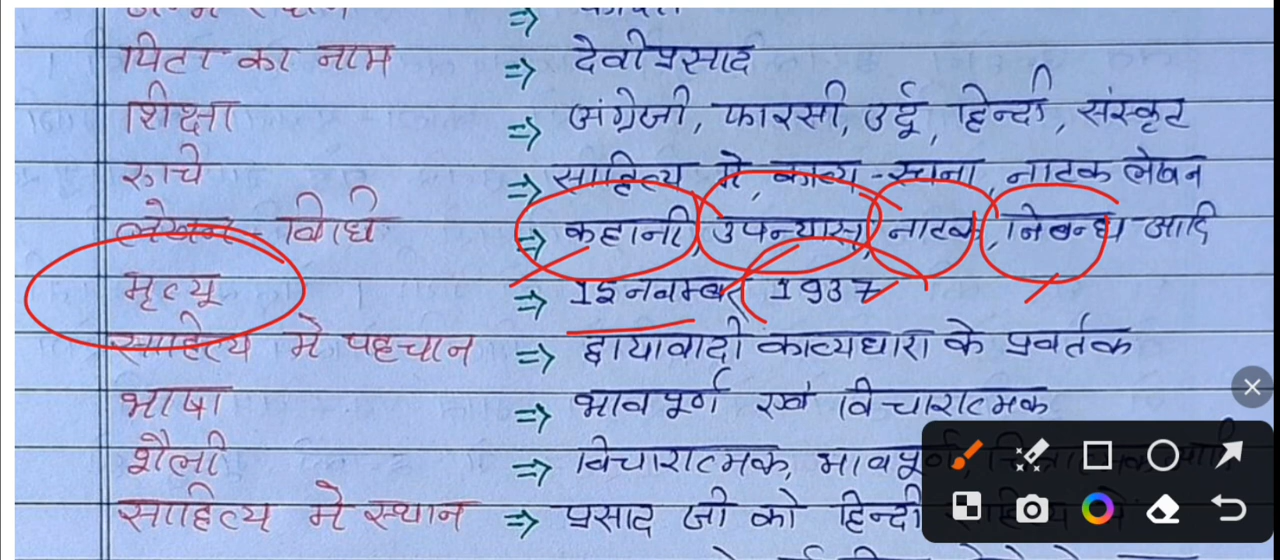 पिता का नाम ⇒ देवीप्रसाद
शिक्षा ⇒ अंग्रेजी, फारसी, उर्दू, हिन्दी, संस्कृत
रूचि ⇒ साहित्य मे, काव्य-रचना, नाटक लेखन
लेखन विधि ⇒ कहानी, उपन्यास, नाटक, निबन्ध आदि
मृत्यू ⇒ 15 नवम्बर 1937
साहित्य मे पहचान ⇒ छायावादी काव्यधारा के प्रवर्तक
भाषा ⇒ भावपूर्ण एवं विचारात्मक
शैली ⇒ विचारात्मक, भावपूर्ण,
साहित्य मे स्थान ⇒ प्रसाद जी को हिन्दी